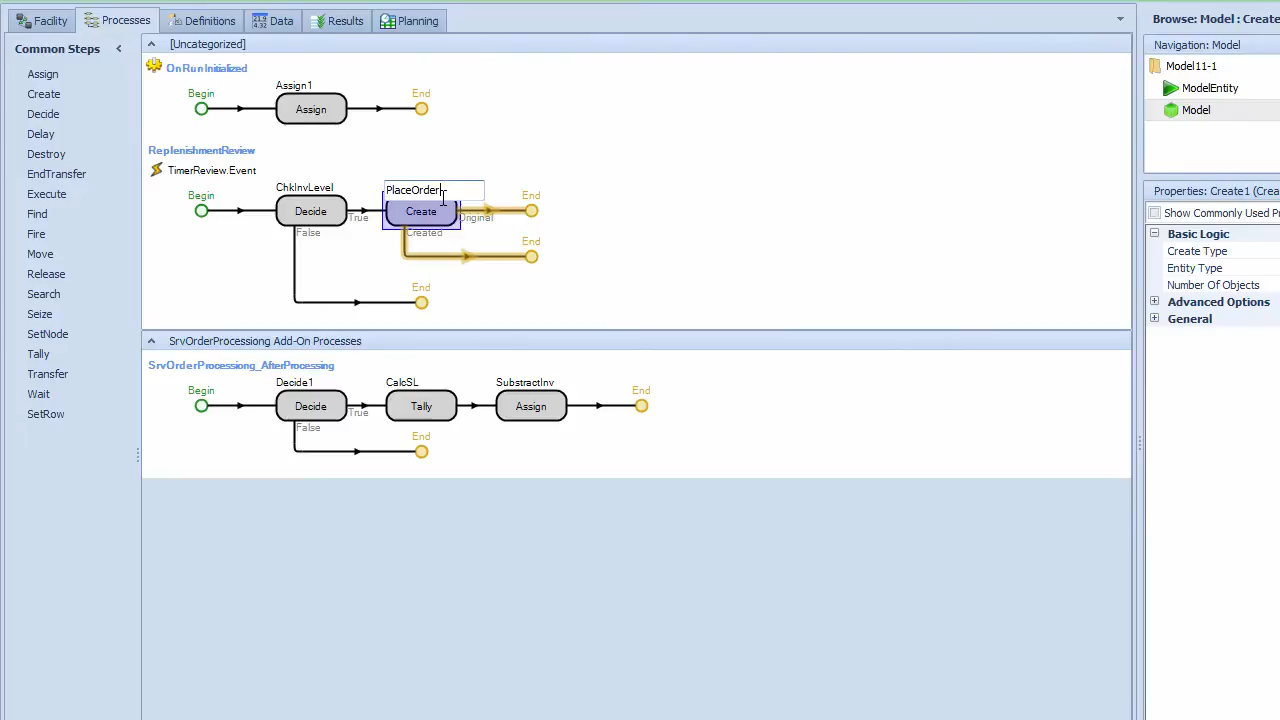 Facility
Processes
Definitions
Data
Results
Planning
Common Steps
Assign
Create
Decide
Delay
Destroy
EndTransfer
Execute
Find
Fire
Move
Release
Search
Seize
SetNode
Tally
Transfer
Wait
SetRow
[Uncategorized]
OnRunInitialized
Begin
Assign1
Assign
End
ReplenishmentReview
TimerReview.Event
Begin
ChkInvLevel
Decide
True
False
PlaceOrder
Create
Original
Created
End
End
End
SrvOrderProcessiong Add-On Processes
SrvOrderProcessiong_AfterProcessing
Begin
Decide1
Decide
True
False
CalcSL
Tally
SubstractInv
Assign
End
End
Browse: Model : Create
Navigation: Model
Model11-1
ModelEntity
Model
Properties: Create1 (Crea
Show Commonly Used Pr
Basic Logic
Create Type
Entity Type
Number Of Objects
Advanced Options
General